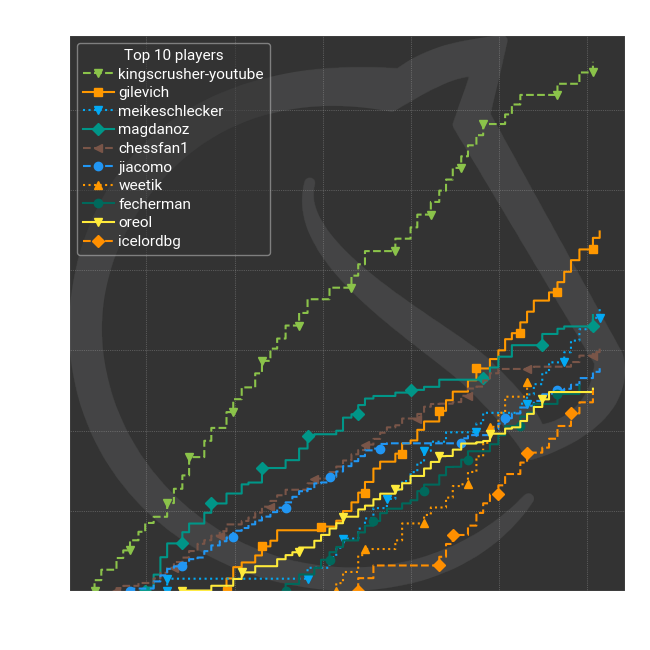 Top 10 players
kingscrusher-youtube
gilevich
meikeschlecker
magdanoz
chessfan1
jiacomo
weetik
fecherman
oreol
icelordbg